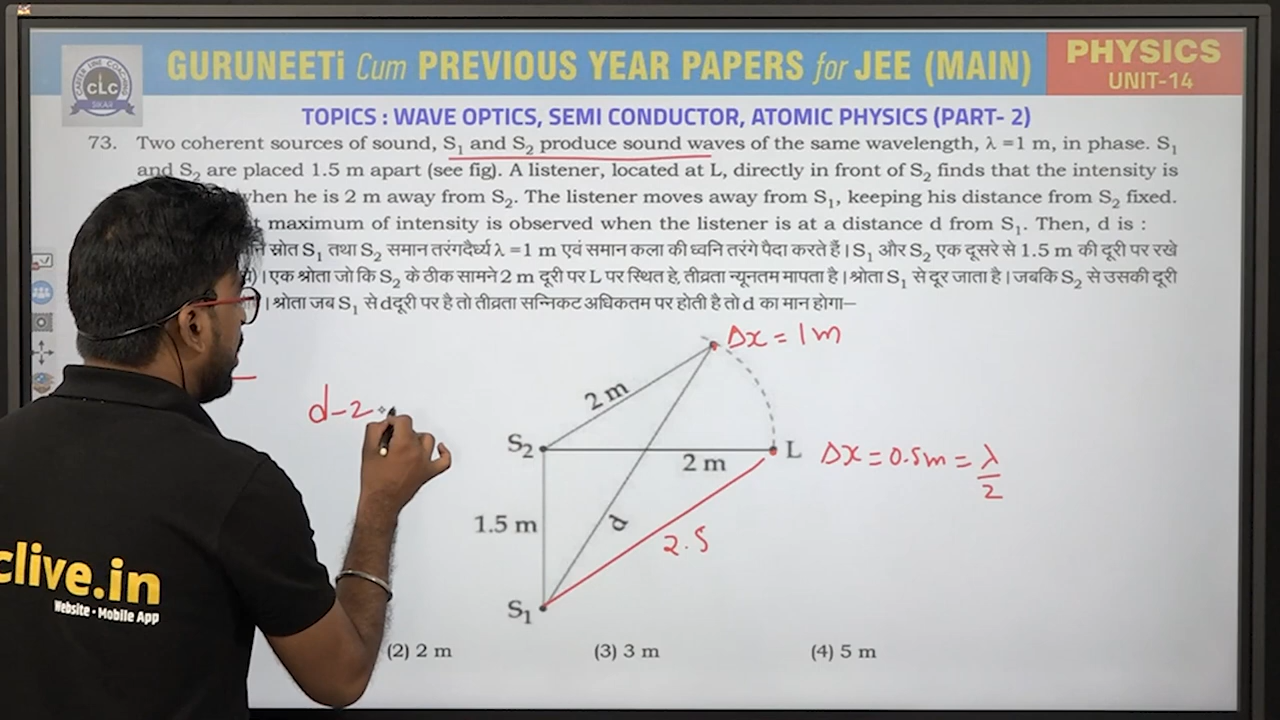 GURUNEETi Cum PREVIOUS YEAR PAPERS for JEE (MAIN)
PHYSICS
UNIT-14
CAREER LINE COACHING
CLC
SIKAR
TOPICS : WAVE OPTICS, SEMI CONDUCTOR, ATOMIC PHYSICS (PART- 2)
73. Two coherent sources of sound, S₁ and S₂ produce sound waves of the same wavelength, λ =1 m, in phase. S₁
and S₂ are placed 1.5 m apart (see fig). A listener, located at L, directly in front of S₂ finds that the intensity is
when he is 2 m away from S₂. The listener moves away from S₁, keeping his distance from S₂ fixed.
maximum of intensity is observed when the listener is at a distance d from S₁. Then, d is :
स्रोत S₁ तथा S₂ समान तरंगदैर्ध्य λ =1 m एवं समान कला की ध्वनि तरंगे पैदा करते हैं। S₁ और S₂ एक दूसरे से 1.5 m की दूरी पर रखे
। एक श्रोता जो कि S₂ के ठीक सामने 2 m दूरी पर L पर स्थित हे, तीव्रता न्यूनतम मापता है। श्रोता S₁ से दूर जाता है। जबकि S₂ से उसकी दूरी
। श्रोता जब S₁ से d दूरी पर है तो तीव्रता सन्निकट अधिकतम पर होती है तो d का मान होगा–
Δx = 1m
2 m
d-2
S₂
L
Δx = 0.5m = λ/2
2 m
1.5 m
d
2.5
S₁
(2) 2 m
(3) 3 m
(4) 5 m
clive.in
Website • Mobile App